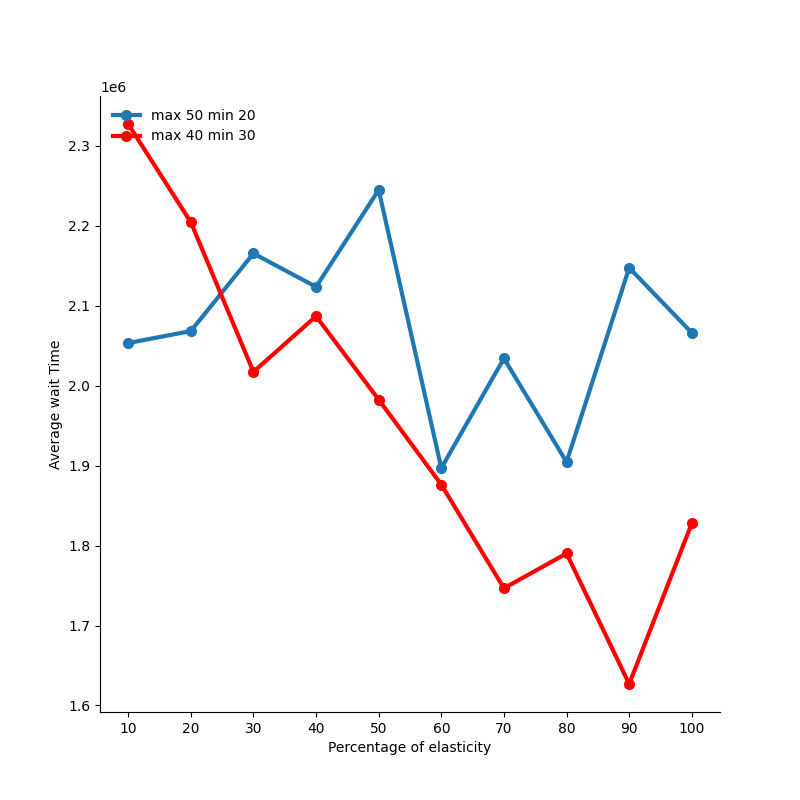 1e6
max 50 min 20
max 40 min 30
2.3
2.2
2.1
2.0
1.9
1.8
1.7
1.6
Average wait Time
10 20 30 40 50 60 70 80 90 100
Percentage of elasticity